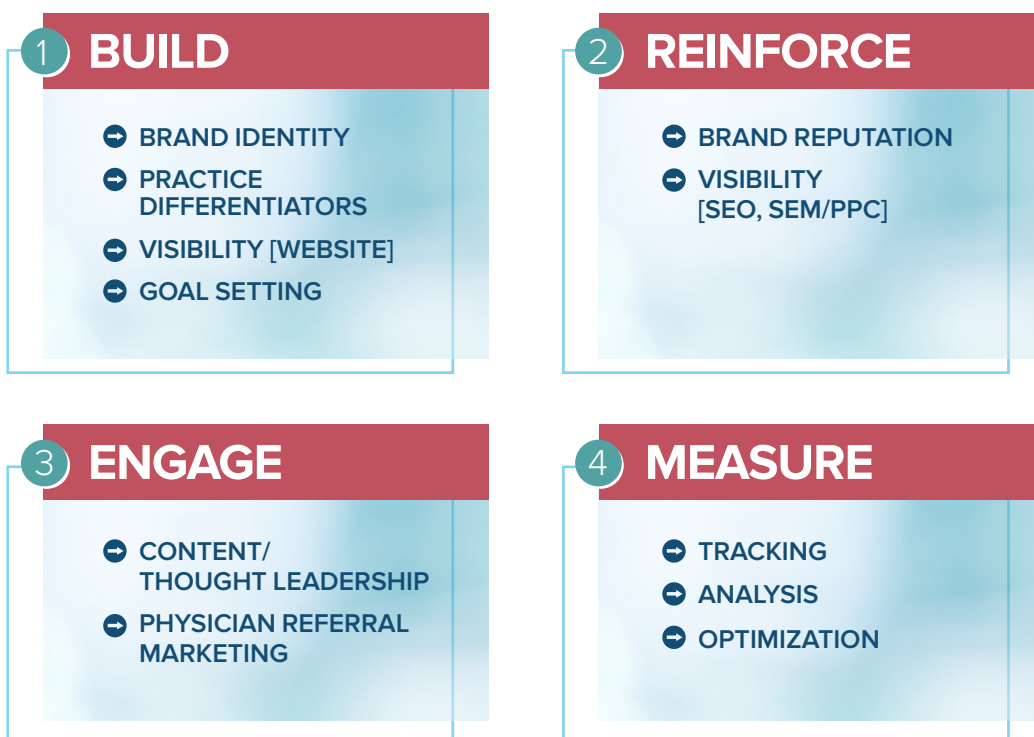 1 BUILD
BRAND IDENTITY
PRACTICE
DIFFERENTIATORS
VISIBILITY [WEBSITE]
GOAL SETTING
2 REINFORCE
BRAND REPUTATION
VISIBILITY
[SEO, SEM/PPC]
3 ENGAGE
CONTENT/
THOUGHT LEADERSHIP
PHYSICIAN REFERRAL
MARKETING
4 MEASURE
TRACKING
ANALYSIS
OPTIMIZATION